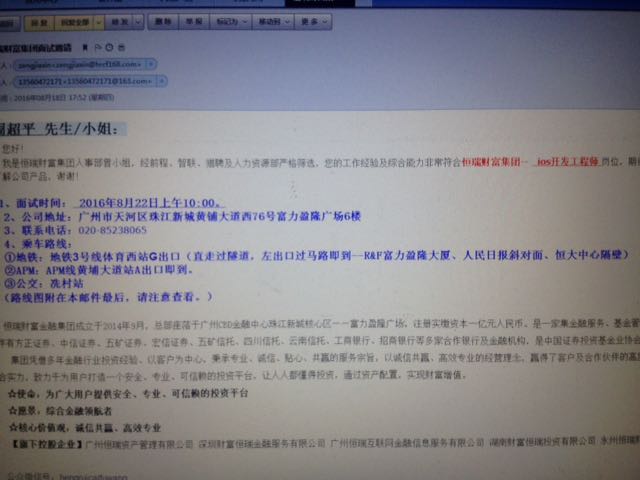 回复 回复全部 转发 删除 举报 标记为 移动到 更多
瑞财富集团面试邀请
人： zengjiaxin<zengjiaxin@hrcf168.com>
人： 13560472171<13560472171@163.com>
间： 2016年08月18日 17:52 (星期四)
周超平 先生/小姐：
您好!
我是恒瑞财富集团人事部曾小姐，经前程、智联、猎聘及人力资源部严格筛选，您的工作经验及综合能力非常符合恒瑞财富集团-- ios开发工程师 岗位，期
了解公司产品，谢谢!
1、面试时间： 2016年8月22日上午10:00。
2、公司地址：广州市天河区珠江新城黄铺大道西76号富力盈隆广场6楼
3、联系电话：020-85238065
4、乘车路线：
①地铁：地铁3号线体育西站G出口（直走过隧道，左出口过马路即到--R&F富力盈隆大厦、人民日报斜对面、恒大中心隔壁）
②APM：APM线黄埔大道站A出口即到。
③公交：冼村站
(路线图附在本邮件最后，请注意查看。)
恒瑞财富金融集团成立于2014年9月，总部座落于广州CBD金融中心珠江新城核心区--富力盈隆广场，注册实缴资本一亿元人民币。是一家集金融服务、基金管
伴有方正证券、中信证券、五矿证券、宏信证券、五矿信托、四川信托、云南信托、工商银行、招商银行等多家合作银行及金融机构，是中国证券投资基金业协
集团凭借多年金融行业投资经验，以客户为中心，秉承专业、诚信、贴心、共赢的服务宗旨，以诚信共赢、高效专业的经营理念，赢得了客户及合作伙伴的高度
合实力，致力于为用户打造一个安全、专业、可信赖的投资平台，让人人都懂得投资，通过资产配置，实现财富增值。
☆使命，为广大用户提供安全、专业、可信赖的投资平台
☆愿景，综合金融领航者
☆核心价值观，诚信共赢、高效专业
【旗下控股企业】广州恒瑞资产管理有限公司 深圳财富恒瑞金融服务有限公司 广州恒瑞互联网金融信息服务有限公司 湖南财富恒瑞投资有限公司 永州恒瑞财
公众微信号：